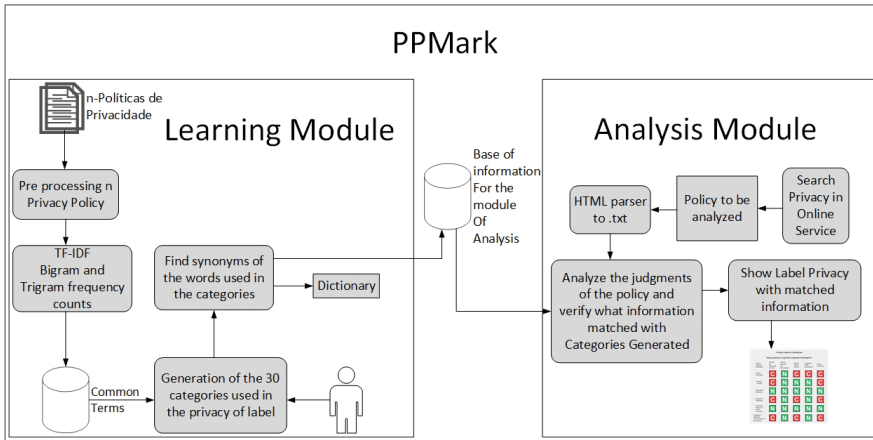 PPMark
n-Políticas de
Privacidade
Learning Module
Pre processing n
Privacy Policy
TF-IDF
Bigram and
Trigram frequency
counts
Common
Terms
Generation of the 30
categories used in
the privacy of label
Find synonyms of
the words used in
the categories
Dictionary
Base of
information
For the
module
Of
Analysis
Analysis Module
Search
Privacy in
Online
Service
Policy to be
analyzed
HTML parser
to .txt
Analyze the judgments
of the policy and
verify what information
matched with
Categories Generated
Show Label Privacy
with matched
information
C N C C C
C N N N C
N N N N N
C N C N C
N N N N N
N N N N N
C N C N C